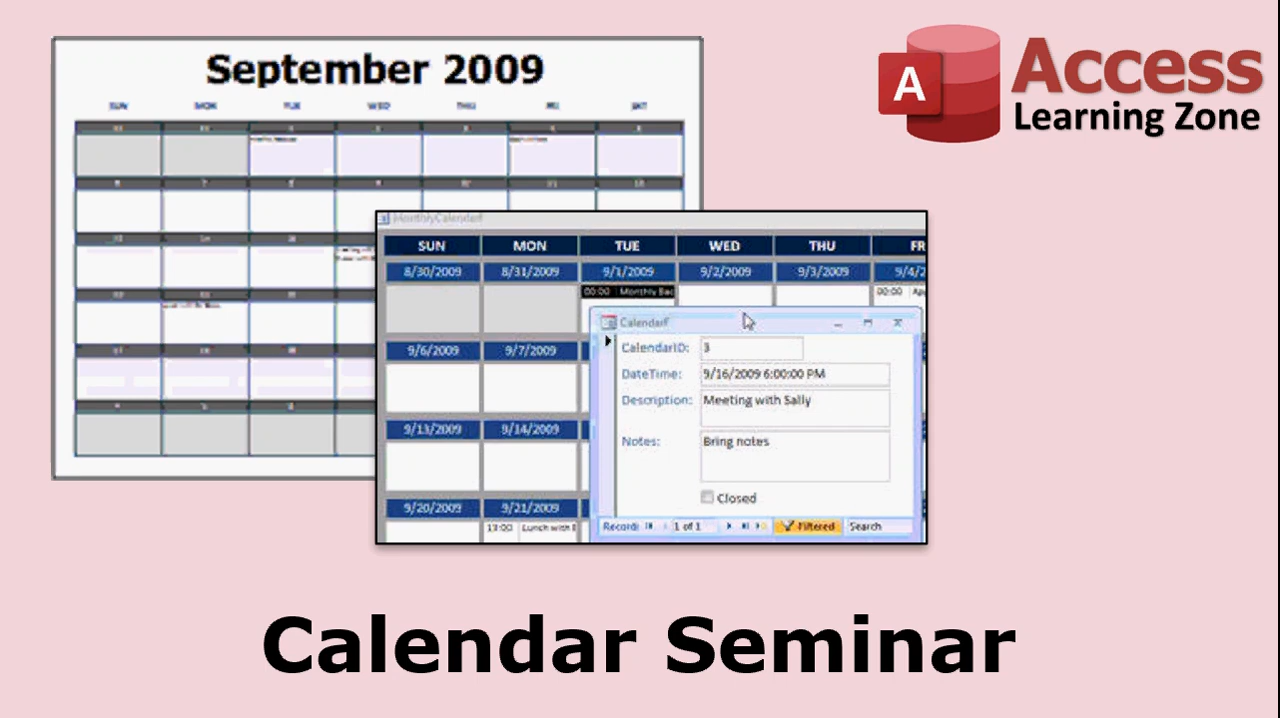 September 2009
SUN MON TUE WED THU FRI SAT
Access
Learning Zone
A
MonthlyCalendarF
SUN MON TUE WED THU FR
8/30/2009 8/31/2009 9/1/2009 9/2/2009 9/3/2009 9/4/2
00:00 Monthly Bac
00:00 Ap
CalendarF
9/6/2009 9/7/2009
CalendarID: 3
DateTime: 9/16/2009 6:00:00 PM
Description: Meeting with Sally
9/13/2009 9/14/2009
Notes: Bring notes
Closed
9/20/2009 9/21/2009
13:00 Lunch with
Record: 1 of 1 Filtered Search
Calendar Seminar